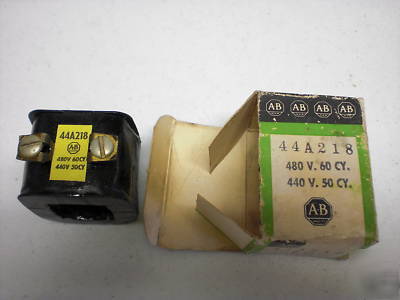 44A218
AB
480V 60CY
440V 50CY
AB AB AB AB
44A218
480 V. 60 CY.
440 V. 50 CY.
AB